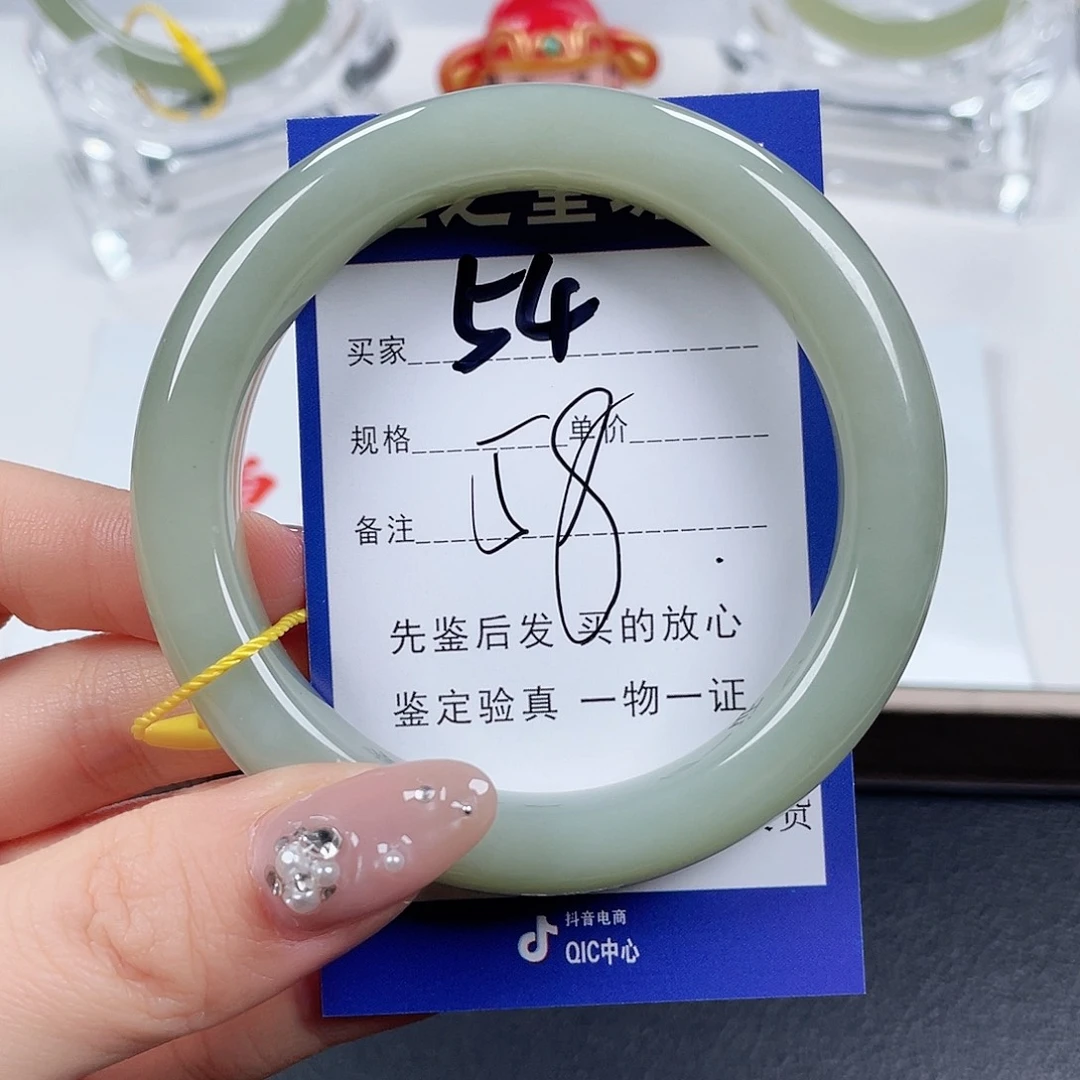 54
买家
规格 单价
58
备注
先鉴后发 买的放心
鉴定验真 一物一证
货
抖音电商
QIC中心